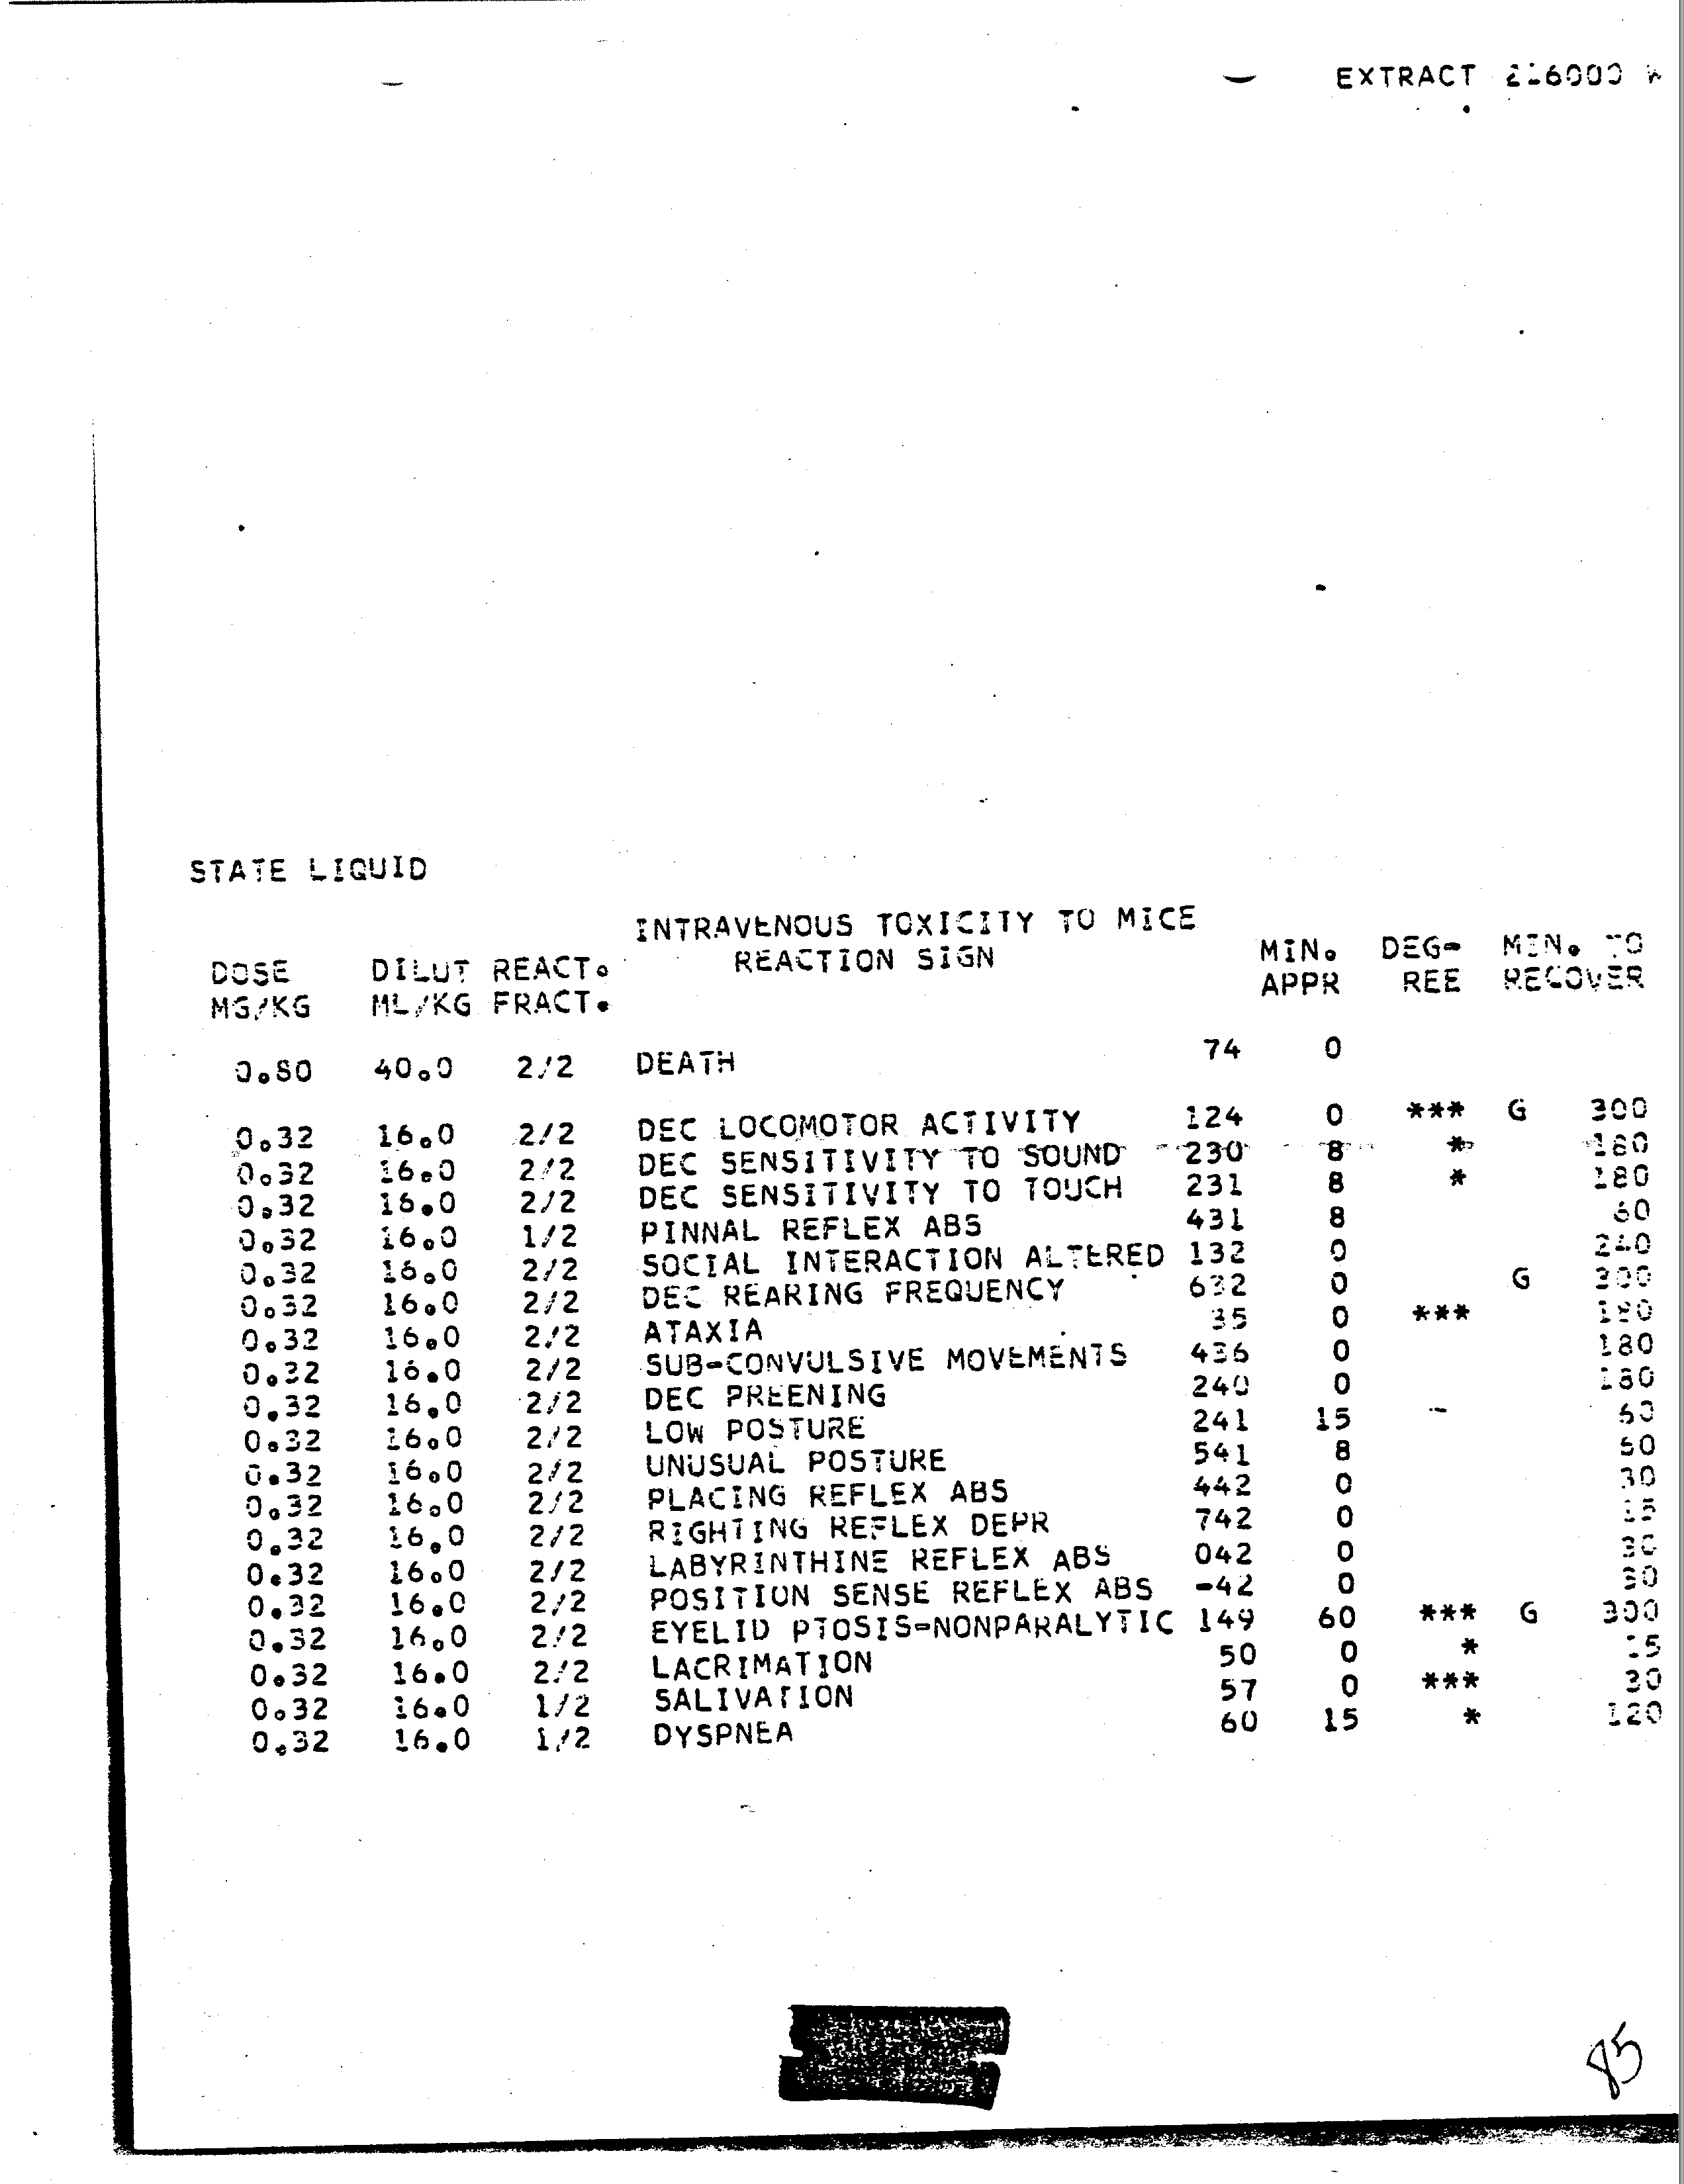 EXTRACT
STATE LIQUID
INTRAVENOUS TOXICITY TO MICE
DOSE DILUT REACT. REACTION SIGN MIN. DEG- MIN. TO
MG/KG ML/KG FRACT. APPR REE RECOVER
0.80 40.0 2/2 DEATH 74 0
0.32 16.0 2/2 DEC LOCOMOTOR ACTIVITY 124 0 *** G 300
0.32 16.0 2/2 DEC SENSITIVITY TO SOUND 230 8 * 180
0.32 16.0 2/2 DEC SENSITIVITY TO TOUCH 231 8 * 180
0.32 16.0 1/2 PINNAL REFLEX ABS 431 8 60
0.32 16.0 2/2 SOCIAL INTERACTION ALTERED 132 0 240
0.32 16.0 2/2 DEC REARING FREQUENCY 632 0 G 300
0.32 16.0 2/2 ATAXIA 35 0 *** 180
0.32 16.0 2/2 SUB-CONVULSIVE MOVEMENTS 436 0 180
0.32 16.0 2/2 DEC PREENING 240 0 180
0.32 16.0 2/2 LOW POSTURE 241 15 - 60
0.32 16.0 2/2 UNUSUAL POSTURE 541 8 60
0.32 16.0 2/2 PLACING REFLEX ABS 442 0 30
0.32 16.0 2/2 RIGHTING REFLEX DEPR 742 0 15
0.32 16.0 2/2 LABYRINTHINE REFLEX ABS 042 0 30
0.32 16.0 2/2 POSITION SENSE REFLEX ABS -42 0 30
0.32 16.0 2/2 EYELID PTOSIS-NONPARALYTIC 149 60 *** G 300
0.32 16.0 2/2 LACRIMATION 50 0 * 15
0.32 16.0 1/2 SALIVATION 57 0 *** 30
0.32 16.0 1/2 DYSPNEA 60 15 * 120
85